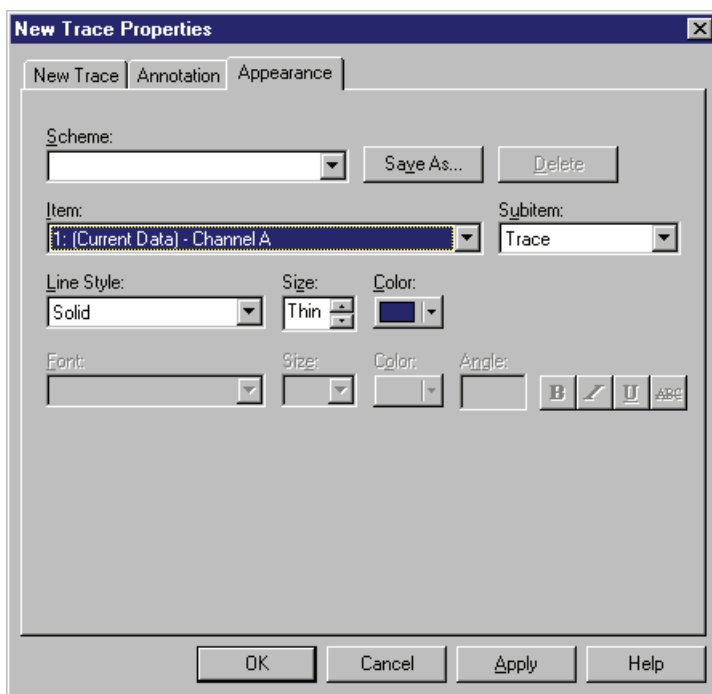 New Trace Properties
New Trace Annotation Appearance
Scheme:
Save As... Delete
Item: Subitem:
1: (Current Data) - Channel A Trace
Line Style: Size: Color:
Solid Thin
Font: Size: Color: Angle:
B I U ABC
OK Cancel Apply Help